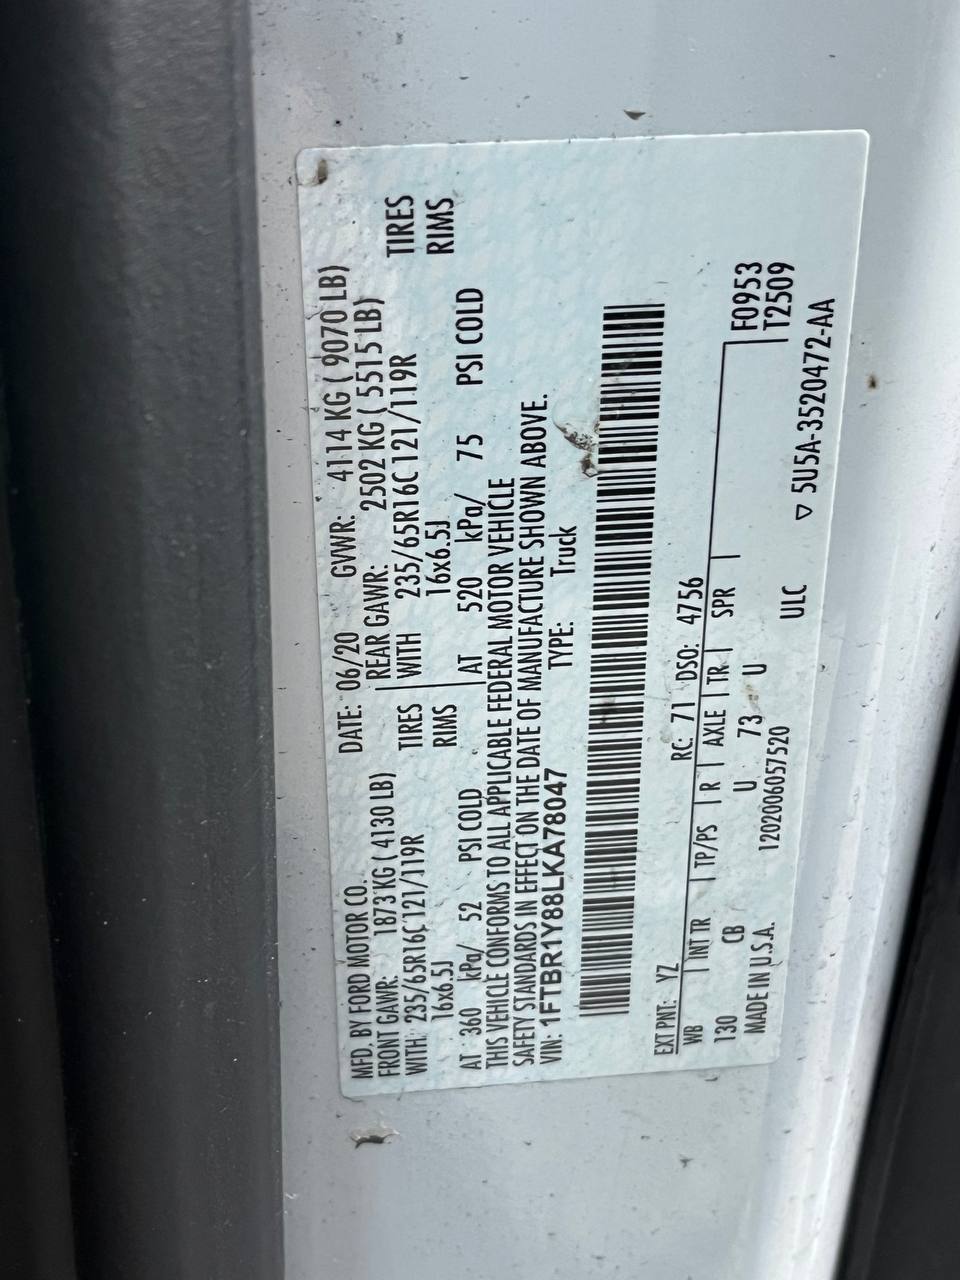 MFD. BY FORD MOTOR CO.
DATE: 06/20 GVWR: 4114 KG ( 9070 LB)
FRONT GAWR: 1873 KG ( 4130 LB) REAR GAWR: 2502 KG ( 5515 LB)
WITH: 235/65R16C 121/119R TIRES WITH 235/65R16C 121/119R TIRES
16x6.5J RIMS 16x6.5J RIMS
AT 360 kPa/ 52 PSI COLD AT 520 kPa/ 75 PSI COLD
THIS VEHICLE CONFORMS TO ALL APPLICABLE FEDERAL MOTOR VEHICLE
SAFETY STANDARDS IN EFFECT ON THE DATE OF MANUFACTURE SHOWN ABOVE.
VIN: 1FTBR1Y88LKA78047 TYPE: Truck
EXT PNT: YZ RC: 71 DSO: 4756
WB INT TR TP/PS R AXLE TR SPR F0953
130 CB U 73 U T2509
MADE IN U.S.A. 1202006057520 ULC ▽ 5U5A-3520472-AA